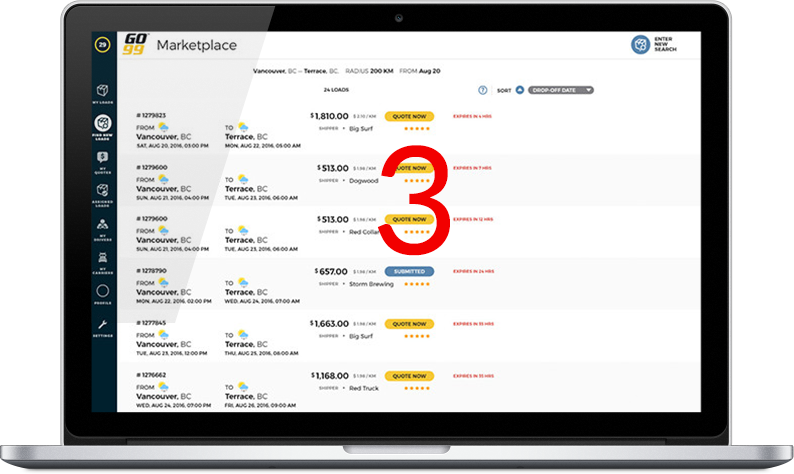 29
GO
99
Marketplace
ENTER
NEW
SEARCH
Vancouver, BC – Terrace, BC. RADIUS 200 KM FROM Aug 20
24 LOADS
? SORT DROP-OFF DATE
MY LOADS
FIND NEW
LOADS
MY
QUOTES
ASSIGNED
LOADS
MY
DRIVERS
MY
CARRIERS
PROFILE
SETTINGS
# 1279823
$1,810.00 $ 2.15 / KM QUOTE NOW EXPIRES IN 4 HRS
FROM TO SHIPPER • Big Surf
Vancouver, BC Terrace, BC
SAT, AUG 20, 2016, 03:00 PM MON, AUG 22, 2016, 05:00 AM
# 1279600
$513.00 $ 1.98 / KM QUOTE NOW EXPIRES IN 7 HRS
FROM TO SHIPPER • Dogwood
Vancouver, BC Terrace, BC
SUN, AUG 21, 2016, 04:00 PM TUE, AUG 23, 2016, 06:00 AM
3
# 1279600
$513.00 $ 1.98 / KM QUOTE NOW EXPIRES IN 12 HRS
FROM TO SHIPPER • Red Collar
Vancouver, BC Terrace, BC
SUN, AUG 21, 2016, 04:00 PM TUE, AUG 23, 2016, 06:00 AM
# 1278790
$657.00 $ 1.98 / KM SUBMITTED EXPIRES IN 24 HRS
FROM TO SHIPPER • Storm Brewing
Vancouver, BC Terrace, BC
MON, AUG 22, 2016, 02:00 PM WED, AUG 24, 2016, 07:00 AM
# 1277845
$1,663.00 $ 1.98 / KM QUOTE NOW EXPIRES IN 30 HRS
FROM TO SHIPPER • Big Surf
Vancouver, BC Terrace, BC
TUE, AUG 23, 2016, 12:00 PM THU, AUG 25, 2016, 08:00 AM
# 1276662
$1,168.00 $ 1.98 / KM QUOTE NOW EXPIRES IN 35 HRS
FROM TO SHIPPER • Red Truck
Vancouver, BC Terrace, BC
WED, AUG 24, 2016, 07:00 PM FRI, AUG 26, 2016, 09:00 AM